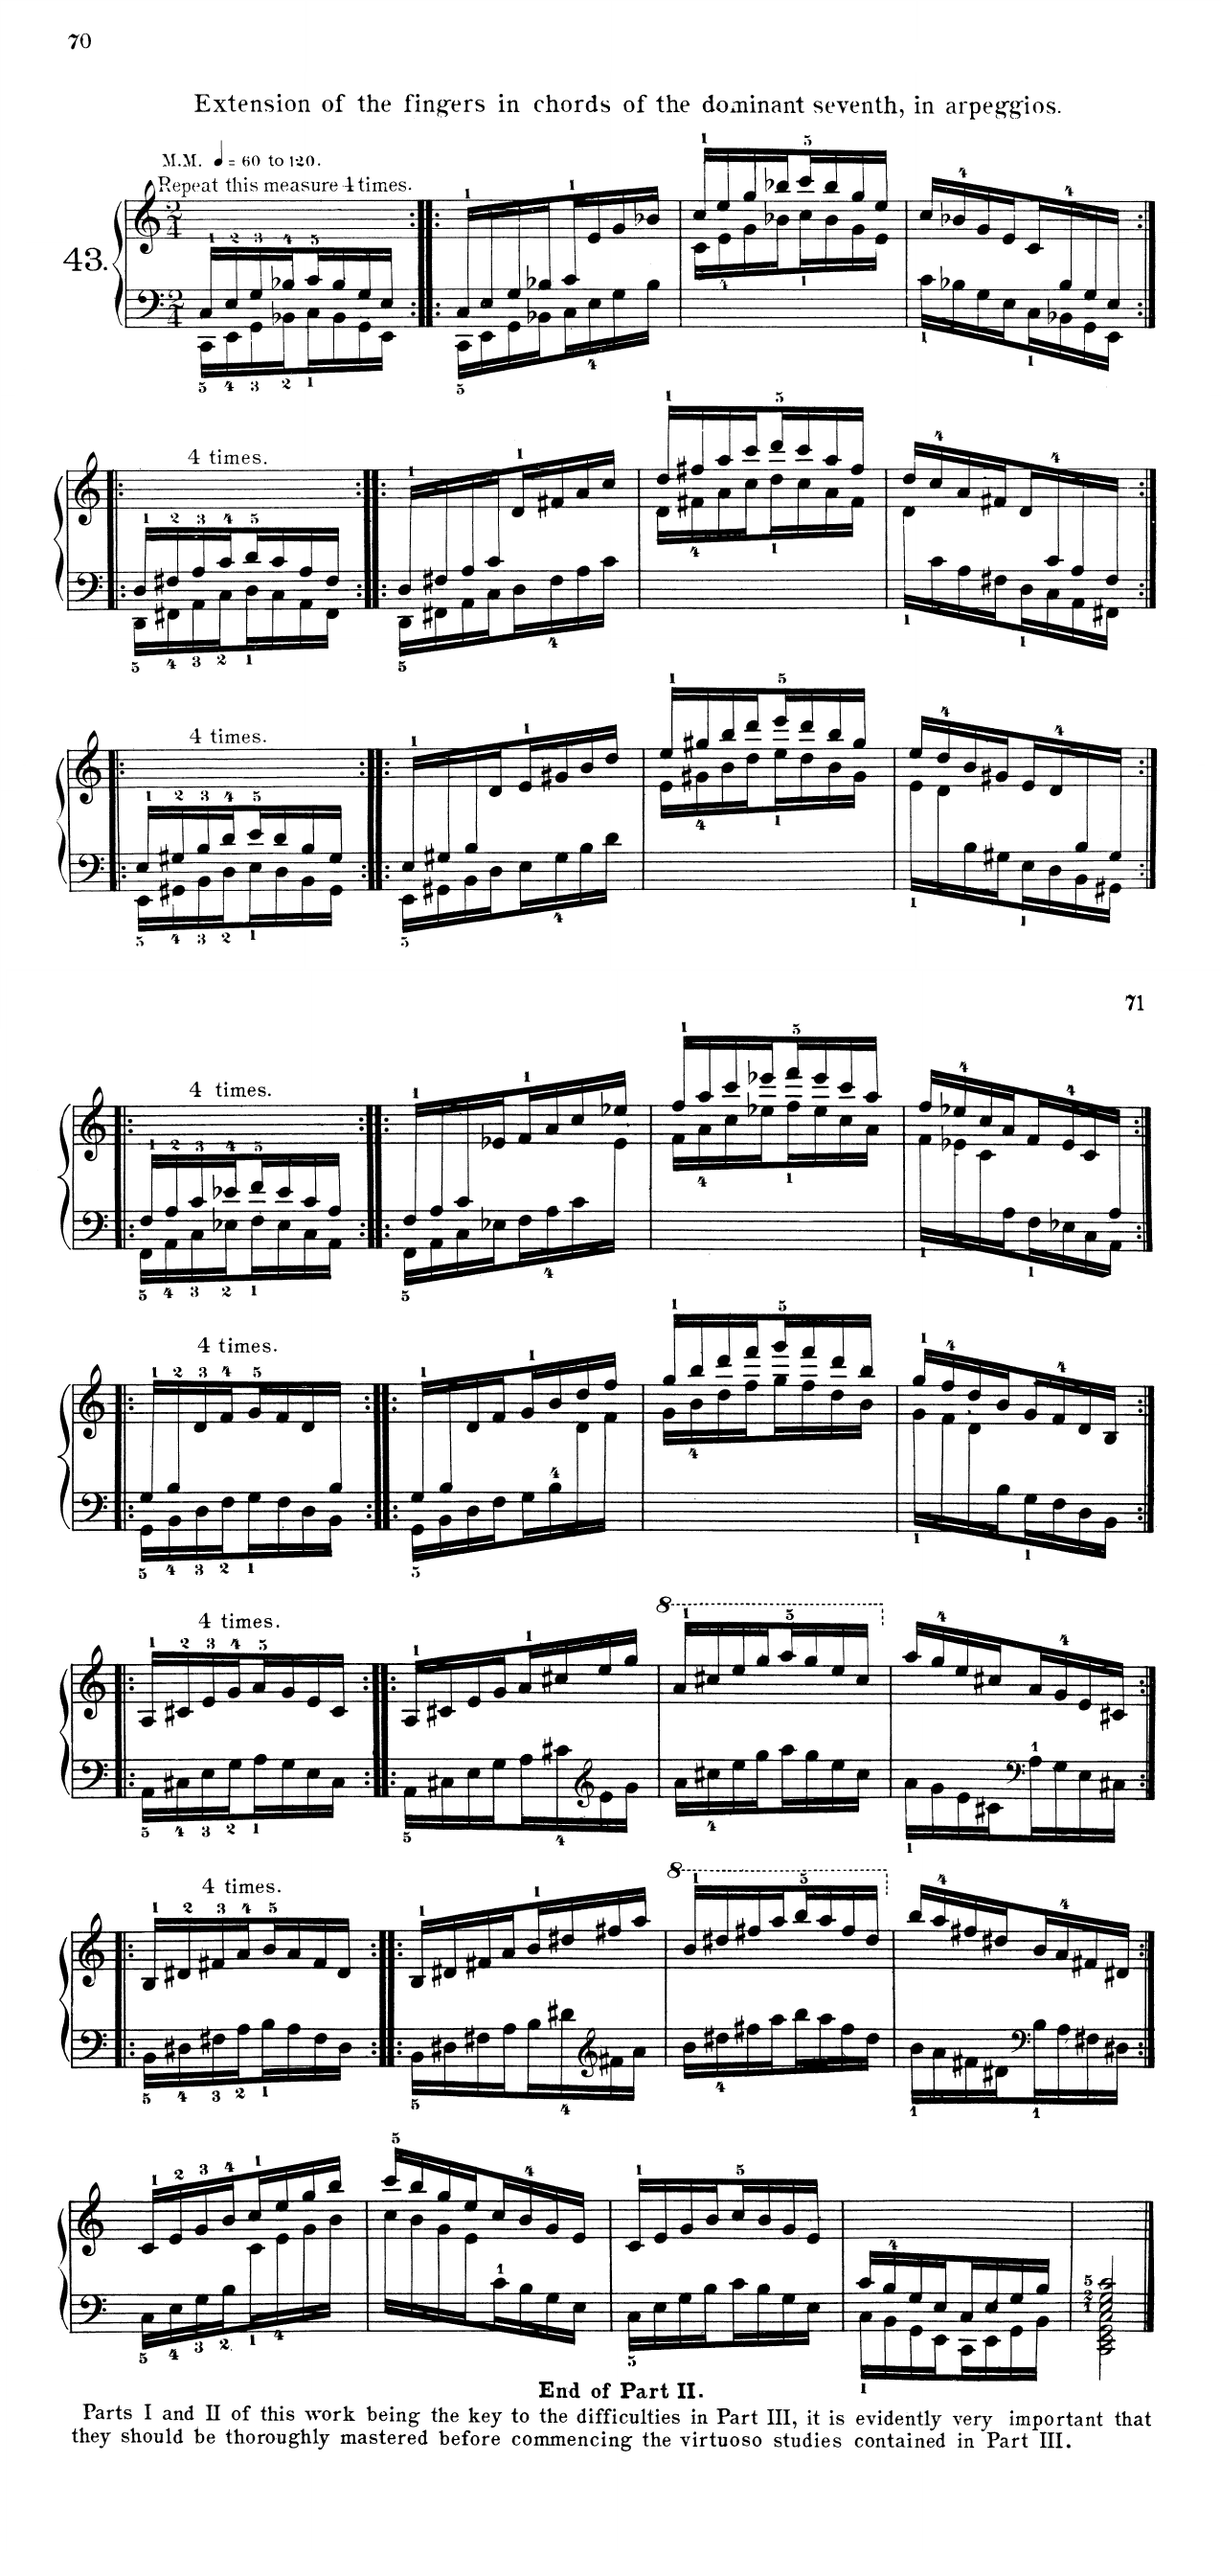 70
Extension of the fingers in chords of the dominant seventh, in arpeggios.
M.M. ♩ = 60 to 120.
Repeat this measure 4 times.
43.
4 times.
4 times.
71
4 times.
4 times.
4 times.
8
4 times.
8
End of Part II.
Parts I and II of this work being the key to the difficulties in Part III, it is evidently very important that
they should be thoroughly mastered before commencing the virtuoso studies contained in Part III.